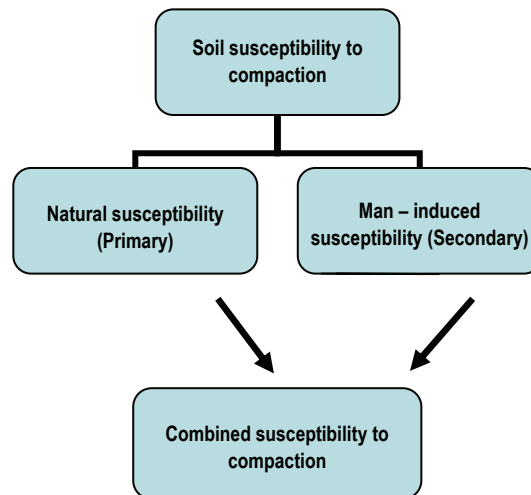 Soil susceptibility to
compaction
Natural susceptibility
(Primary)
Man – induced
susceptibility (Secondary)
Combined susceptibility to
compaction